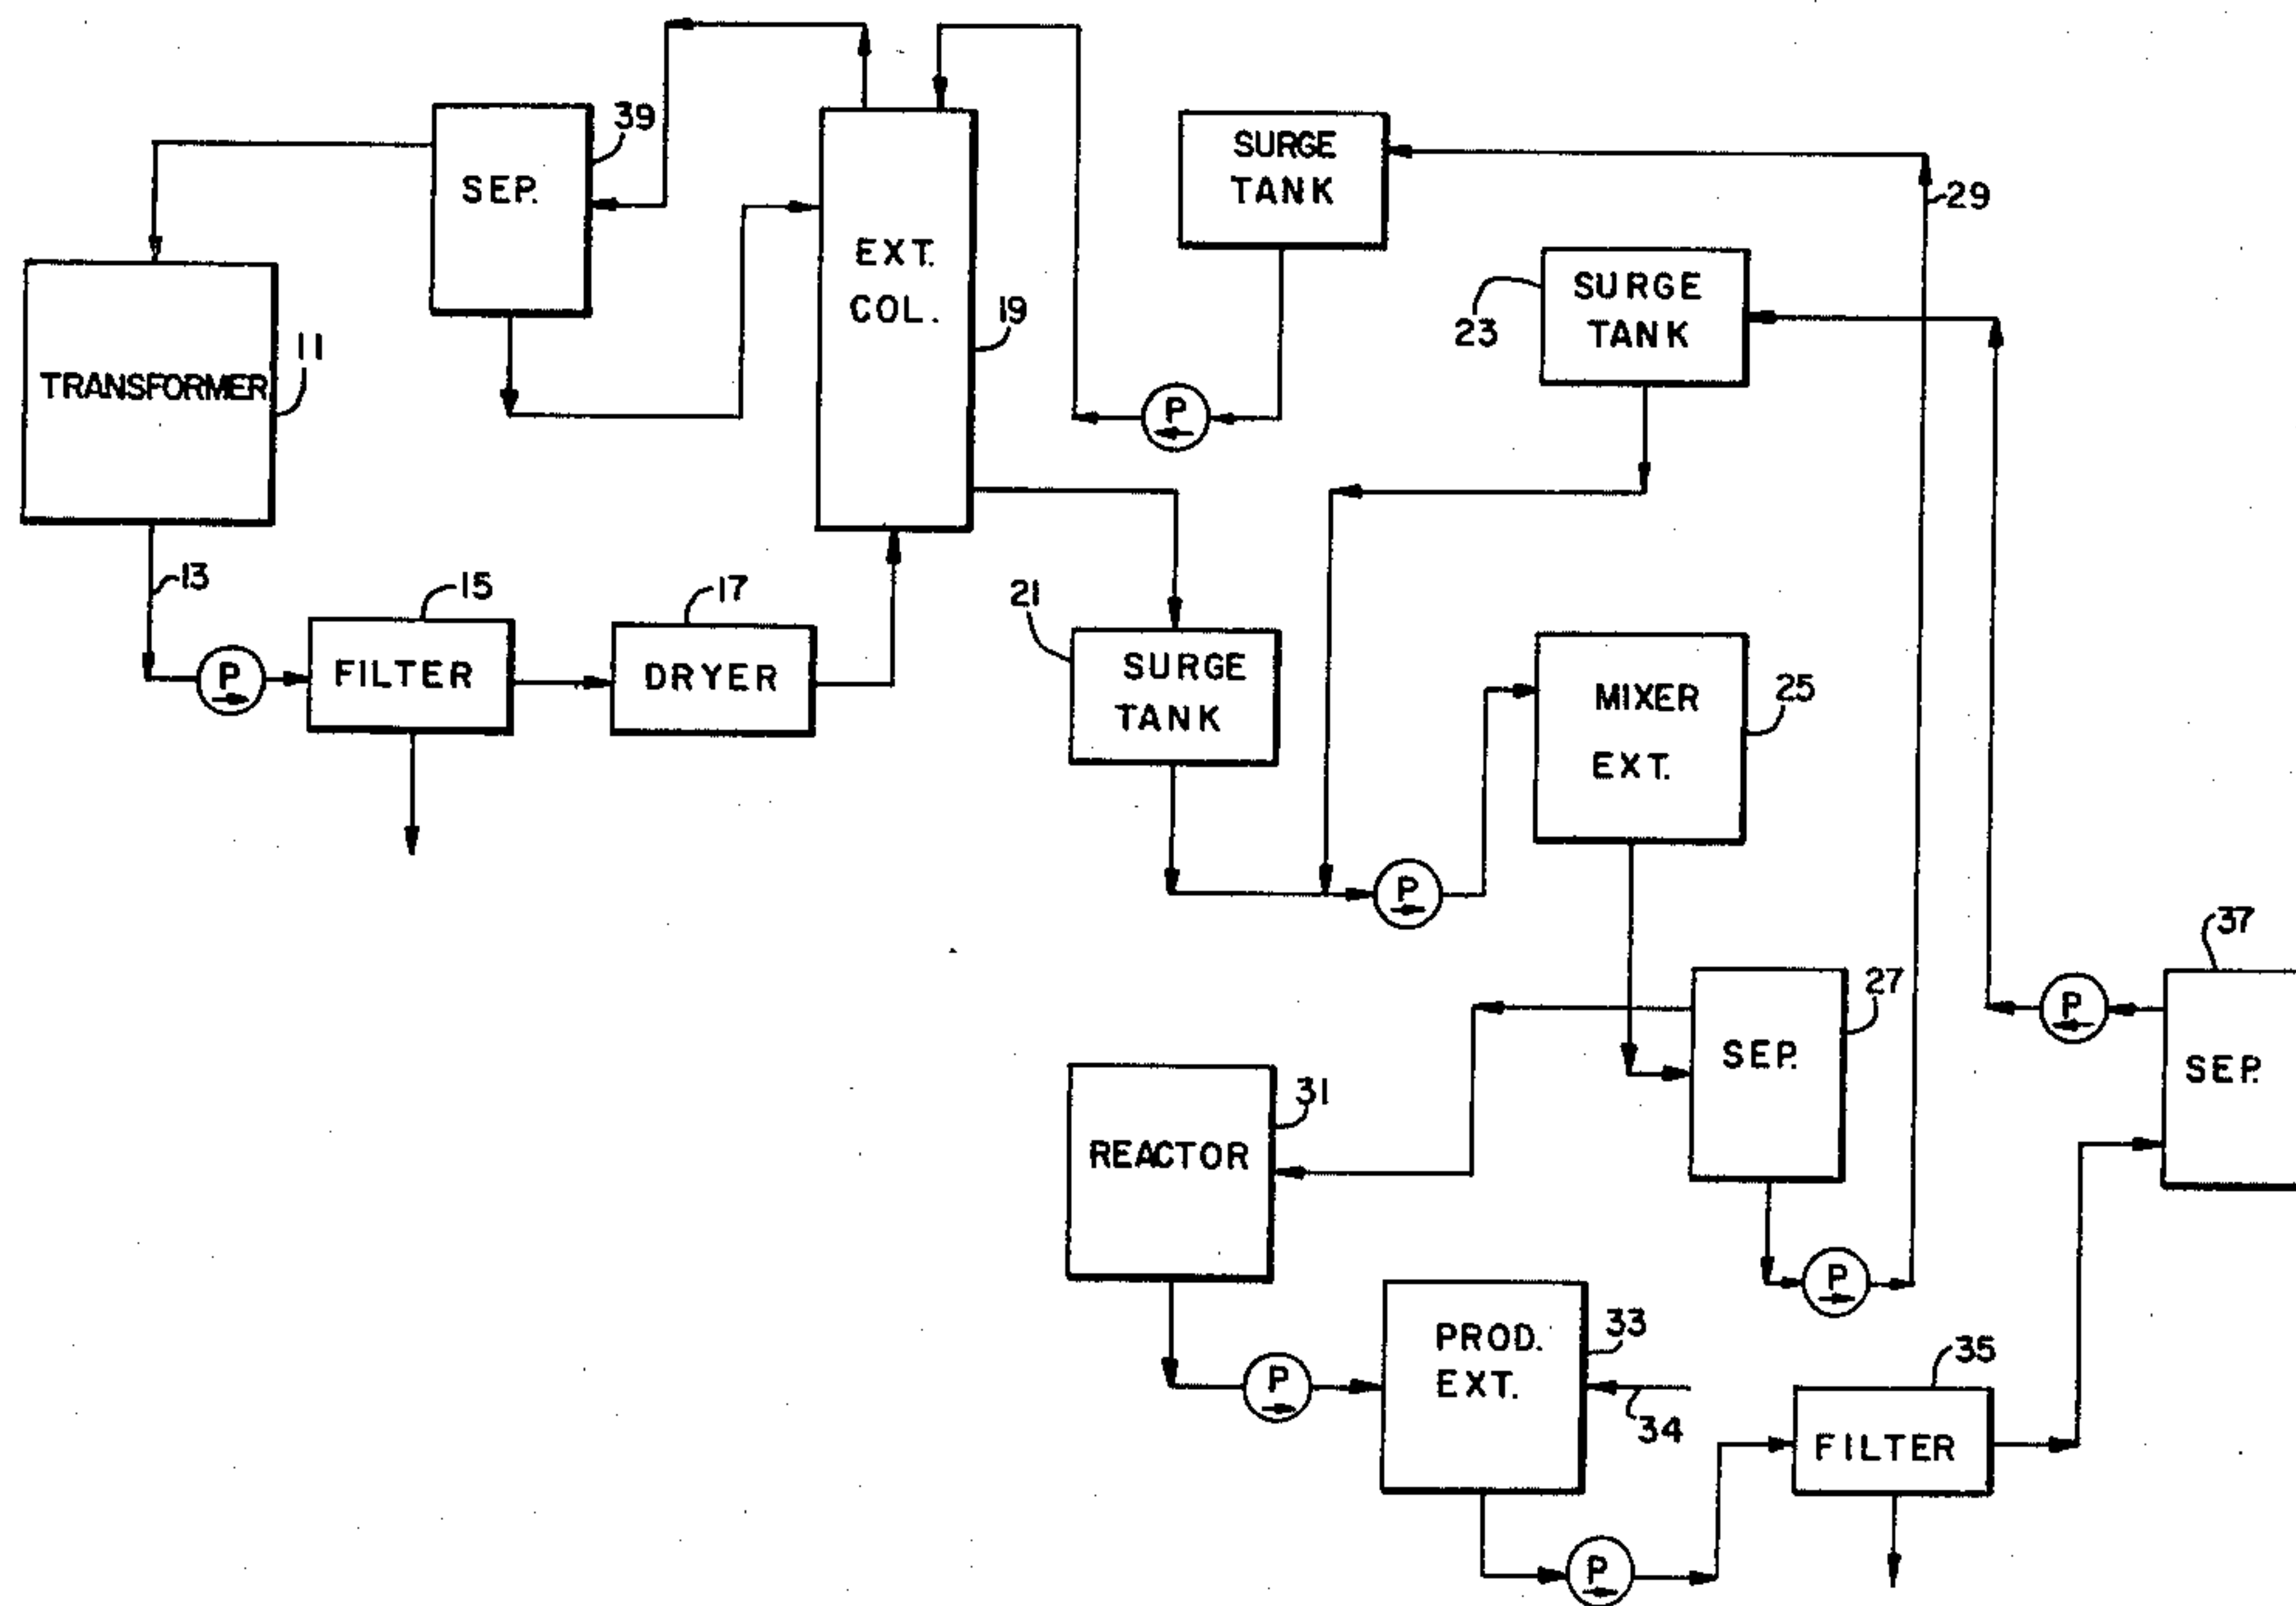 39
SEP.
SURGE
TANK
29
EXT.
COL.
19
SURGE
TANK
23
TRANSFORMER
11
P
13
15
17
21
P
FILTER
DRYER
SURGE
TANK
MIXER
EXT.
25
P
37
27
P
SEP.
SEP.
31
REACTOR
P
PROD.
EXT.
33
P
34
35
FILTER
P